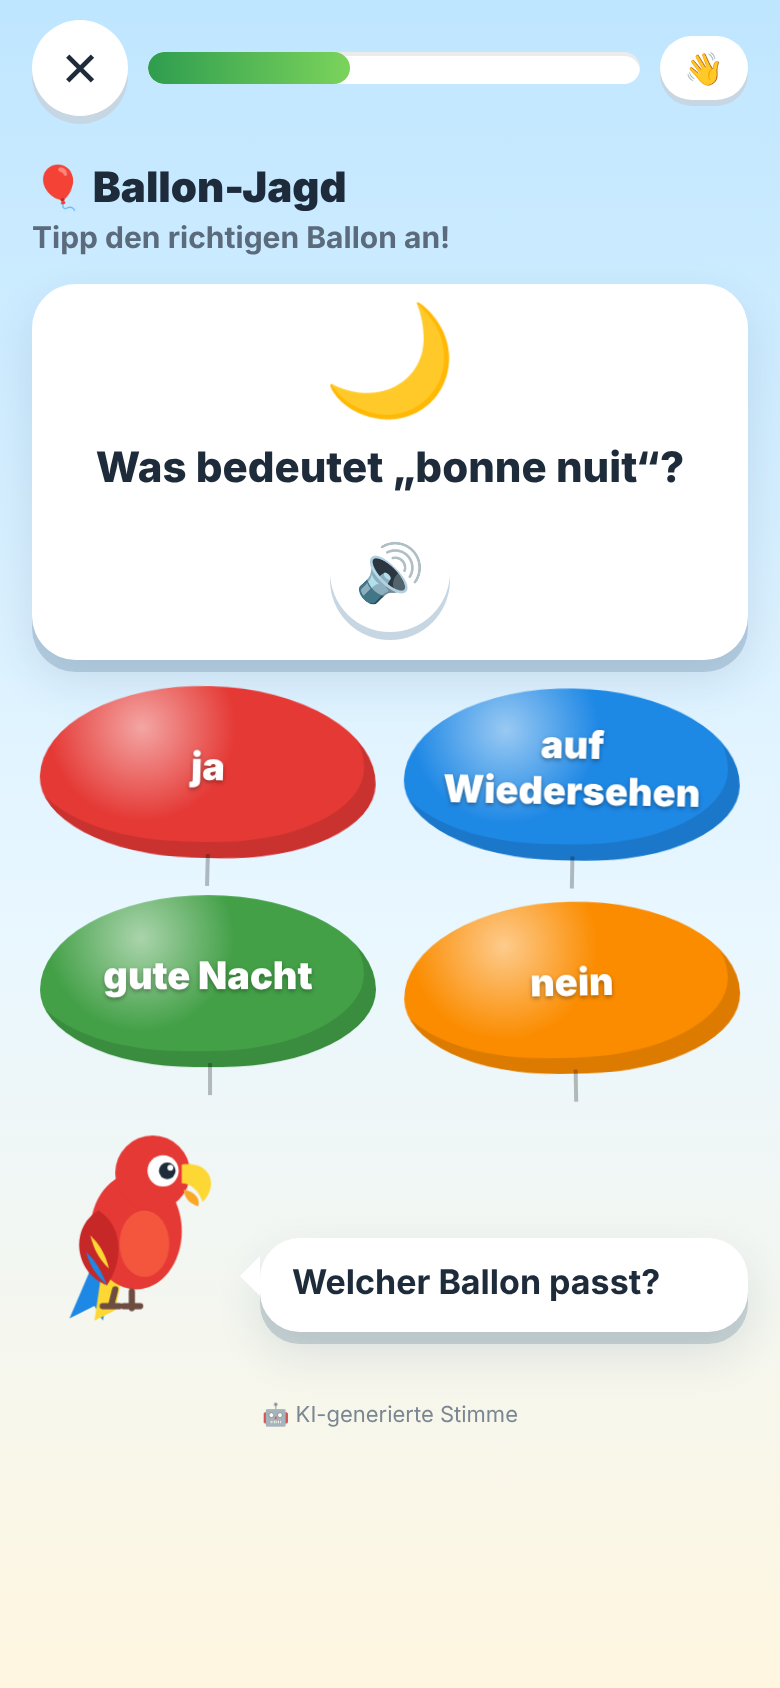 Ballon-Jagd
Tipp den richtigen Ballon an!
Was bedeutet „bonne nuit“?
ja
auf
Wiedersehen
gute Nacht
nein
Welcher Ballon passt?
KI-generierte Stimme